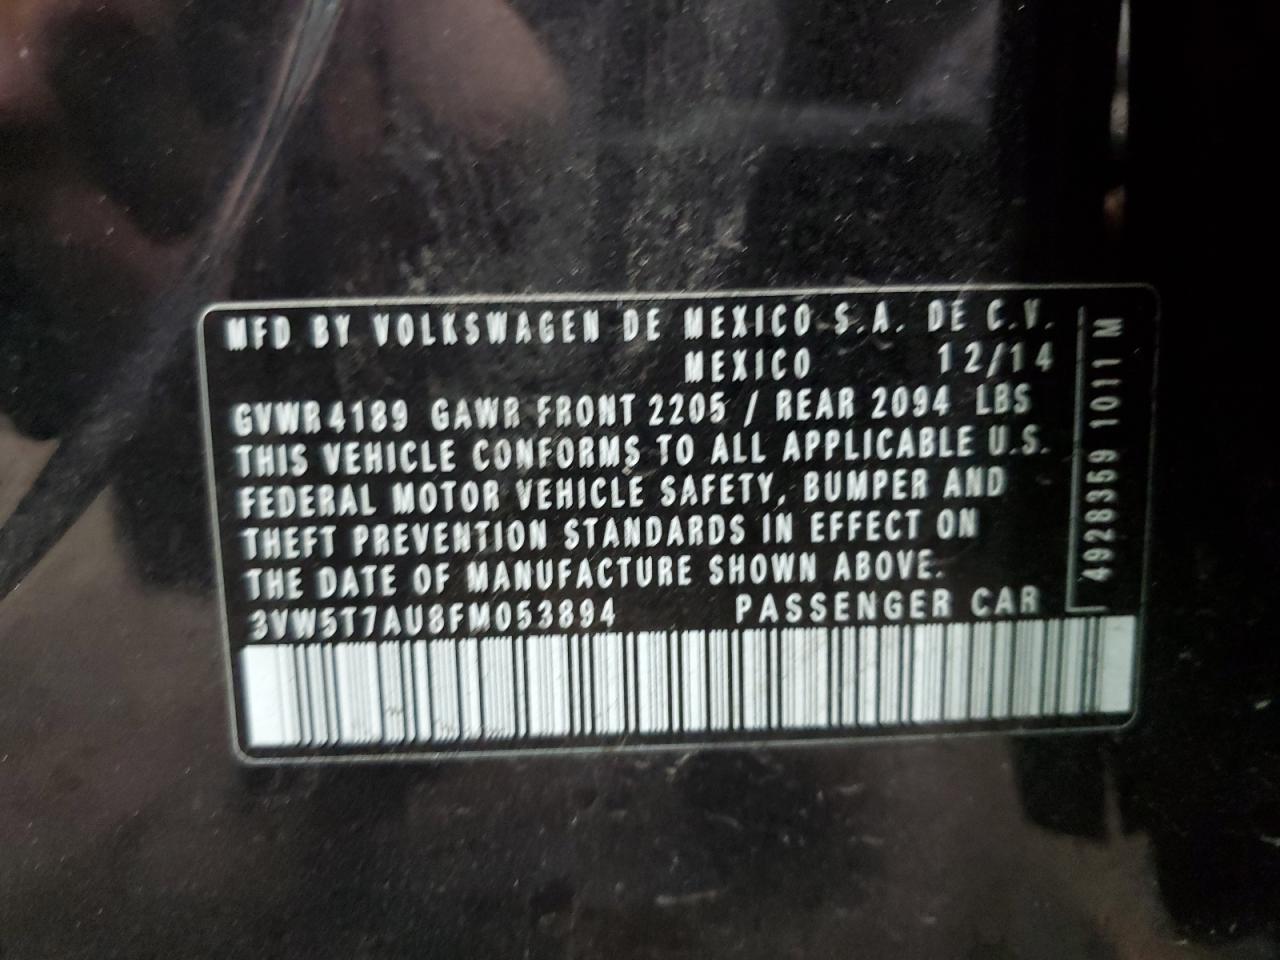 MFD BY VOLKSWAGEN DE MEXICO S.A. DE C.V.
MEXICO 12/14
GVWR 4189 GAWR FRONT 2205 / REAR 2094 LBS
THIS VEHICLE CONFORMS TO ALL APPLICABLE U.S.
FEDERAL MOTOR VEHICLE SAFETY, BUMPER AND
THEFT PREVENTION STANDARDS IN EFFECT ON
THE DATE OF MANUFACTURE SHOWN ABOVE.
3VW5T7AU8FM053894 PASSENGER CAR
4928359 1011 M